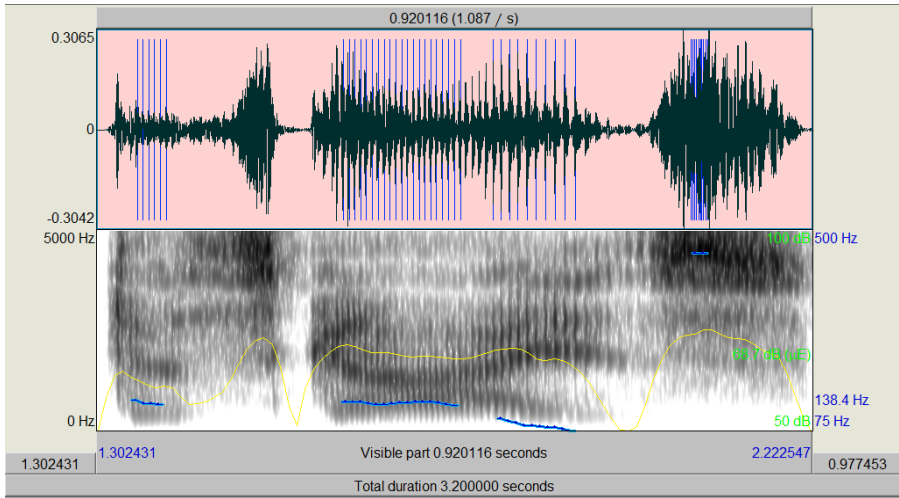 0.920116 (1.087 / s)
0.3065
0
-0.3042
5000 Hz
100 dB
500 Hz
69.7 dB (µE)
138.4 Hz
0 Hz
50 dB
75 Hz
1.302431
1.302431
Visible part 0.920116 seconds
2.222547
0.977453
Total duration 3.200000 seconds